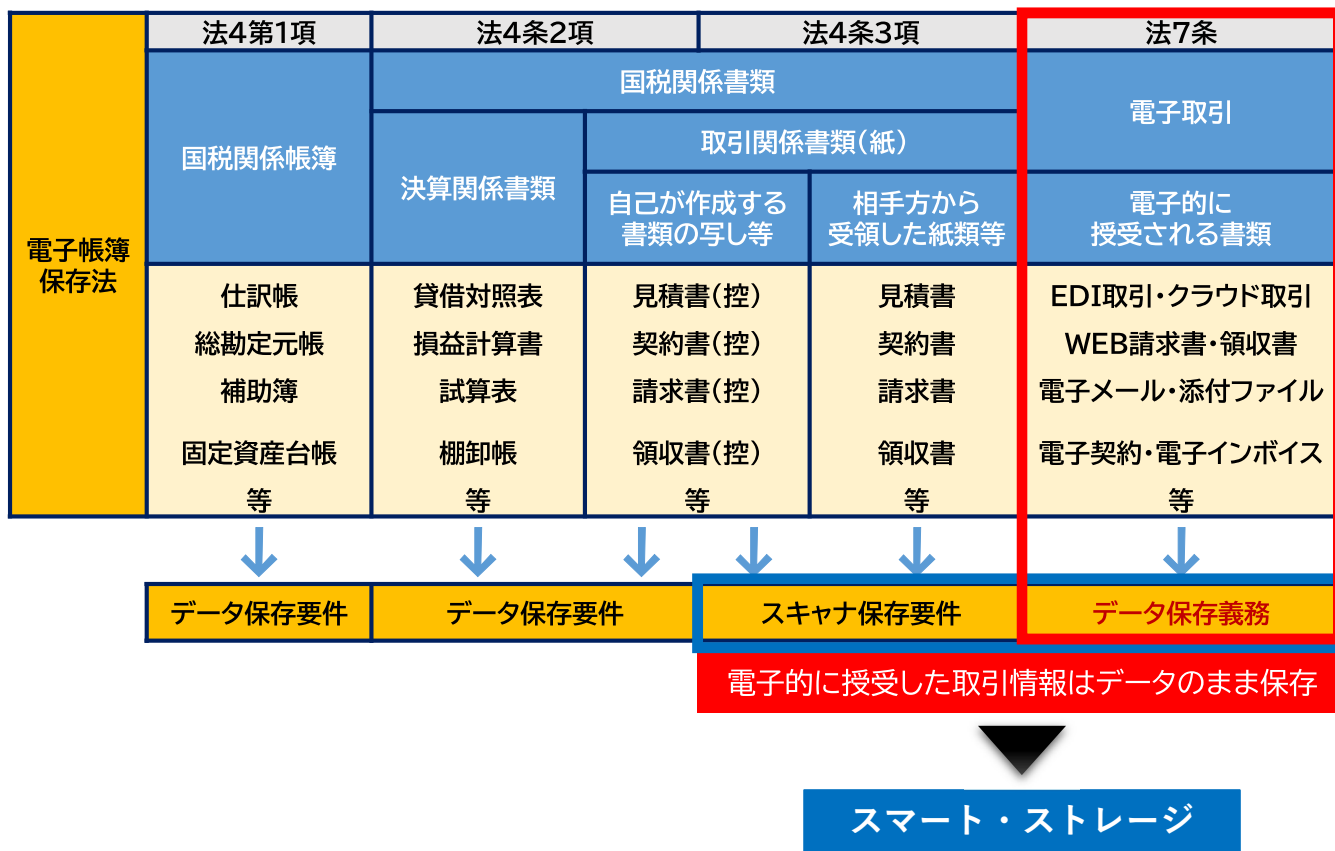 電子帳簿
保存法
法4第1項
法4条2項
法4条3項
法7条
国税関係帳簿
国税関係書類
決算関係書類
取引関係書類(紙)
自己が作成する
書類の写し等
相手方から
受領した紙類等
電子取引
電子的に
授受される書類
仕訳帳
総勘定元帳
補助簿
固定資産台帳
等
貸借対照表
損益計算書
試算表
棚卸帳
等
見積書(控)
契約書(控)
請求書(控)
領収書(控)
等
見積書
契約書
請求書
領収書
等
EDI取引・クラウド取引
WEB請求書・領収書
電子メール・添付ファイル
電子契約・電子インボイス
等
データ保存要件
データ保存要件
スキャナ保存要件
データ保存義務
電子的に授受した取引情報はデータのまま保存
スマート・ストレージ